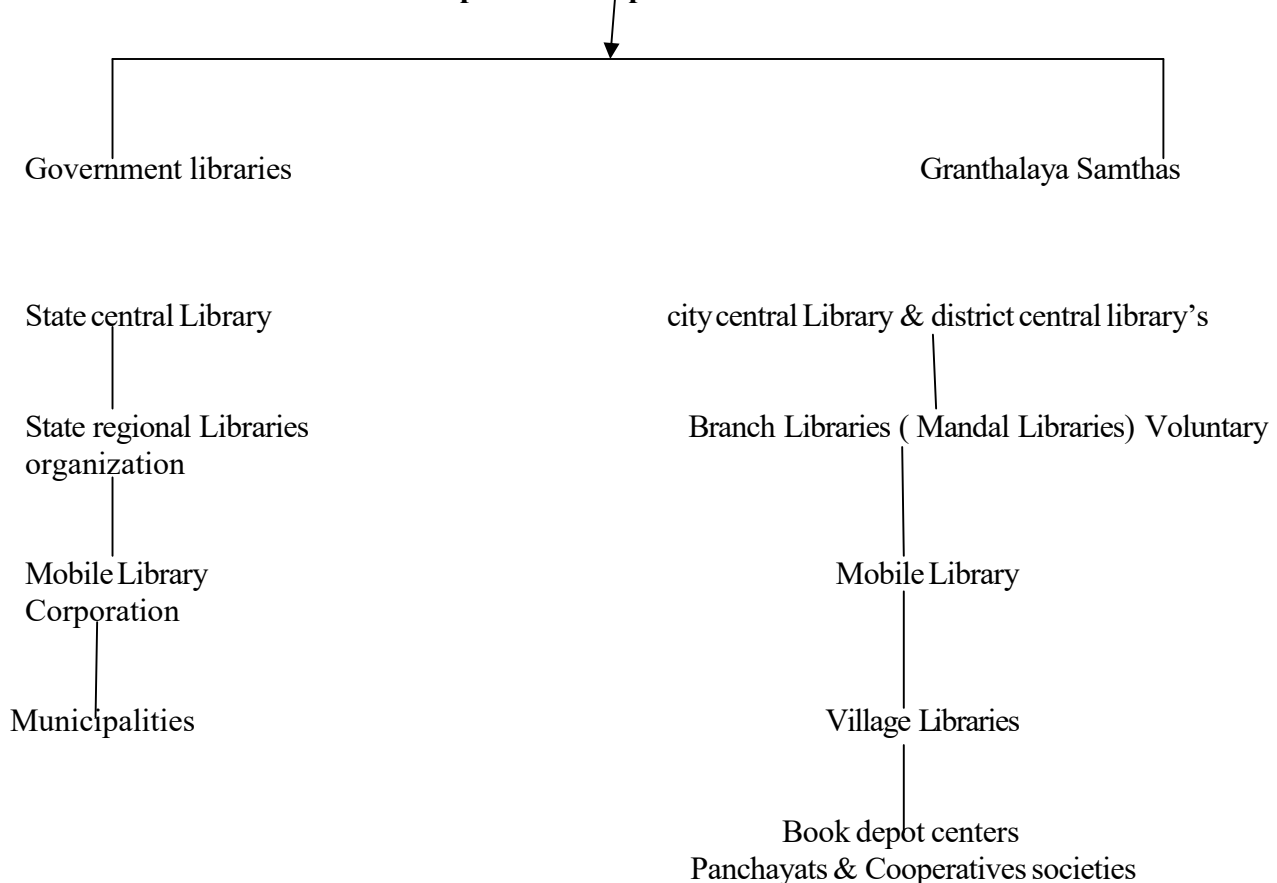 Government libraries
Granthalaya Samthas
State central Library
city central Library & district central library's
State regional Libraries
organization
Branch Libraries ( Mandal Libraries) Voluntary
Mobile Library
Corporation
Mobile Library
Municipalities
Village Libraries
Book depot centers
Panchayats & Cooperatives societies